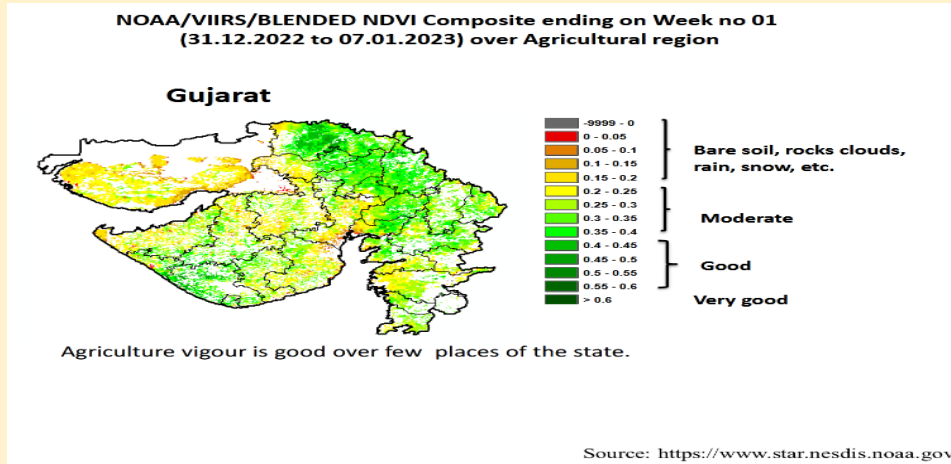 NOAA/VIIRS/BLENDED NDVI Composite ending on Week no 01
(31.12.2022 to 07.01.2023) over Agricultural region
Gujarat
-9999 - 0
0 - 0.05
0.05 - 0.1
0.1 - 0.15
0.15 - 0.2
0.2 - 0.25
0.25 - 0.3
0.3 - 0.35
0.35 - 0.4
0.4 - 0.45
0.45 - 0.5
0.5 - 0.55
0.55 - 0.6
> 0.6
Bare soil, rocks clouds,
rain, snow, etc.
Moderate
Good
Very good
Agriculture vigour is good over few places of the state.
Source: https://www.star.nesdis.noaa.gov